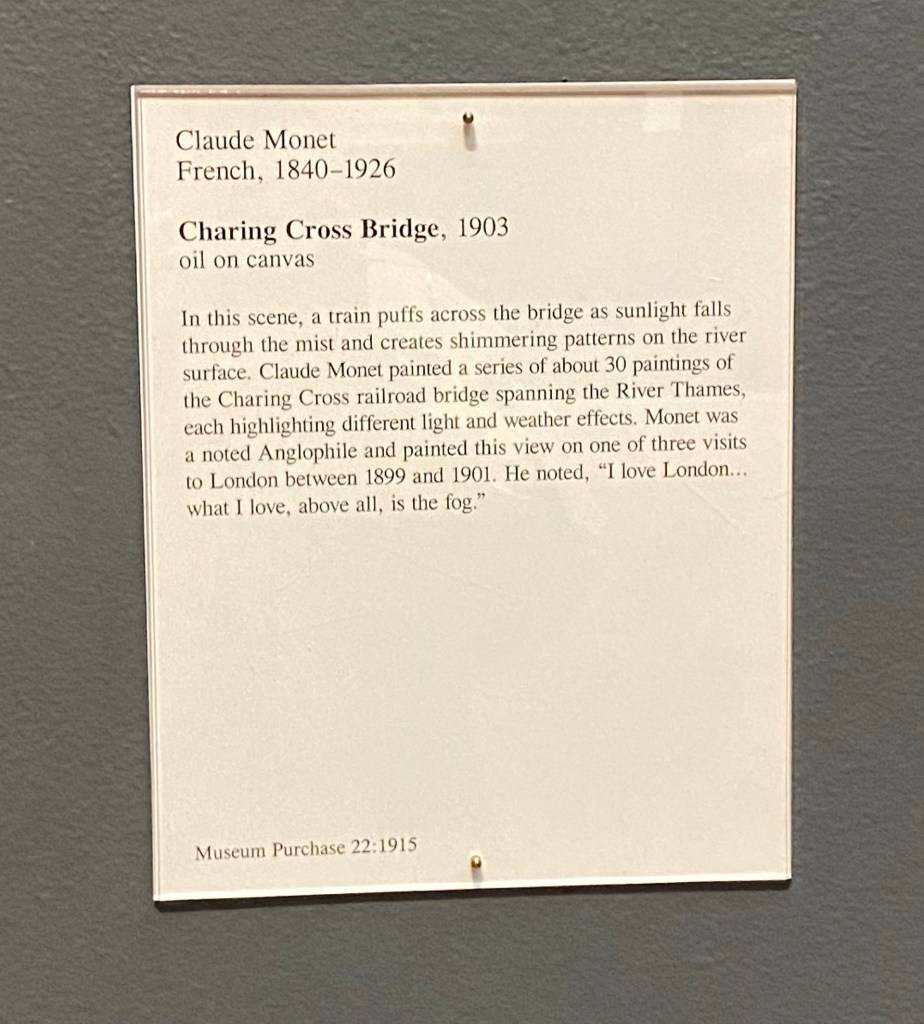 Claude Monet
French, 1840–1926
Charing Cross Bridge, 1903
oil on canvas
In this scene, a train puffs across the bridge as sunlight falls
through the mist and creates shimmering patterns on the river
surface. Claude Monet painted a series of about 30 paintings of
the Charing Cross railroad bridge spanning the River Thames,
each highlighting different light and weather effects. Monet was
a noted Anglophile and painted this view on one of three visits
to London between 1899 and 1901. He noted, “I love London...
what I love, above all, is the fog.”
Museum Purchase 22:1915